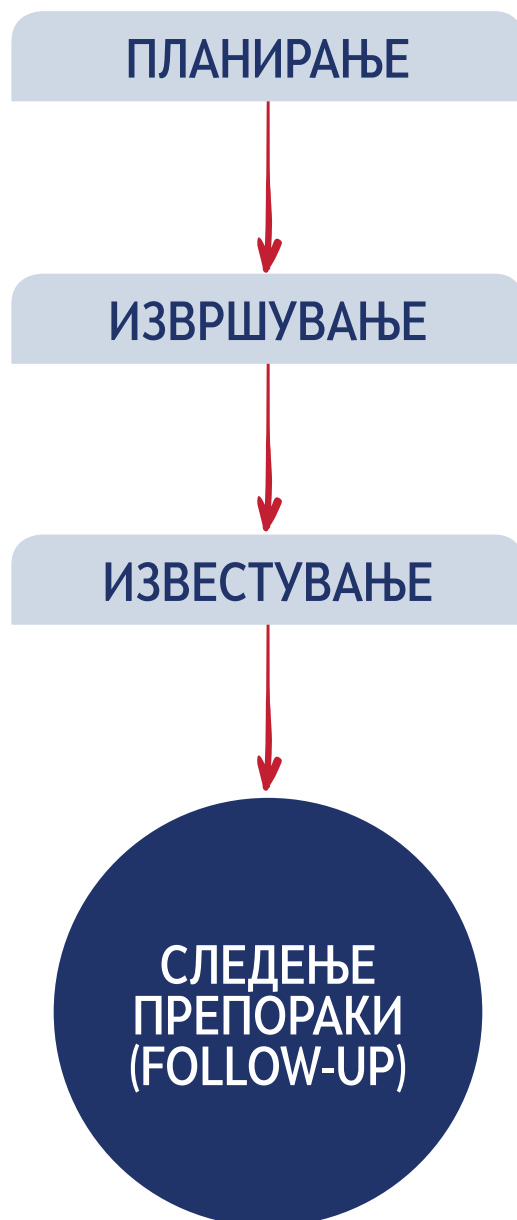 ПЛАНИРАЊЕ
ИЗВРШУВАЊЕ
ИЗВЕСТУВАЊЕ
СЛЕДЕЊЕ
ПРЕПОРАКИ
(FOLLOW-UP)